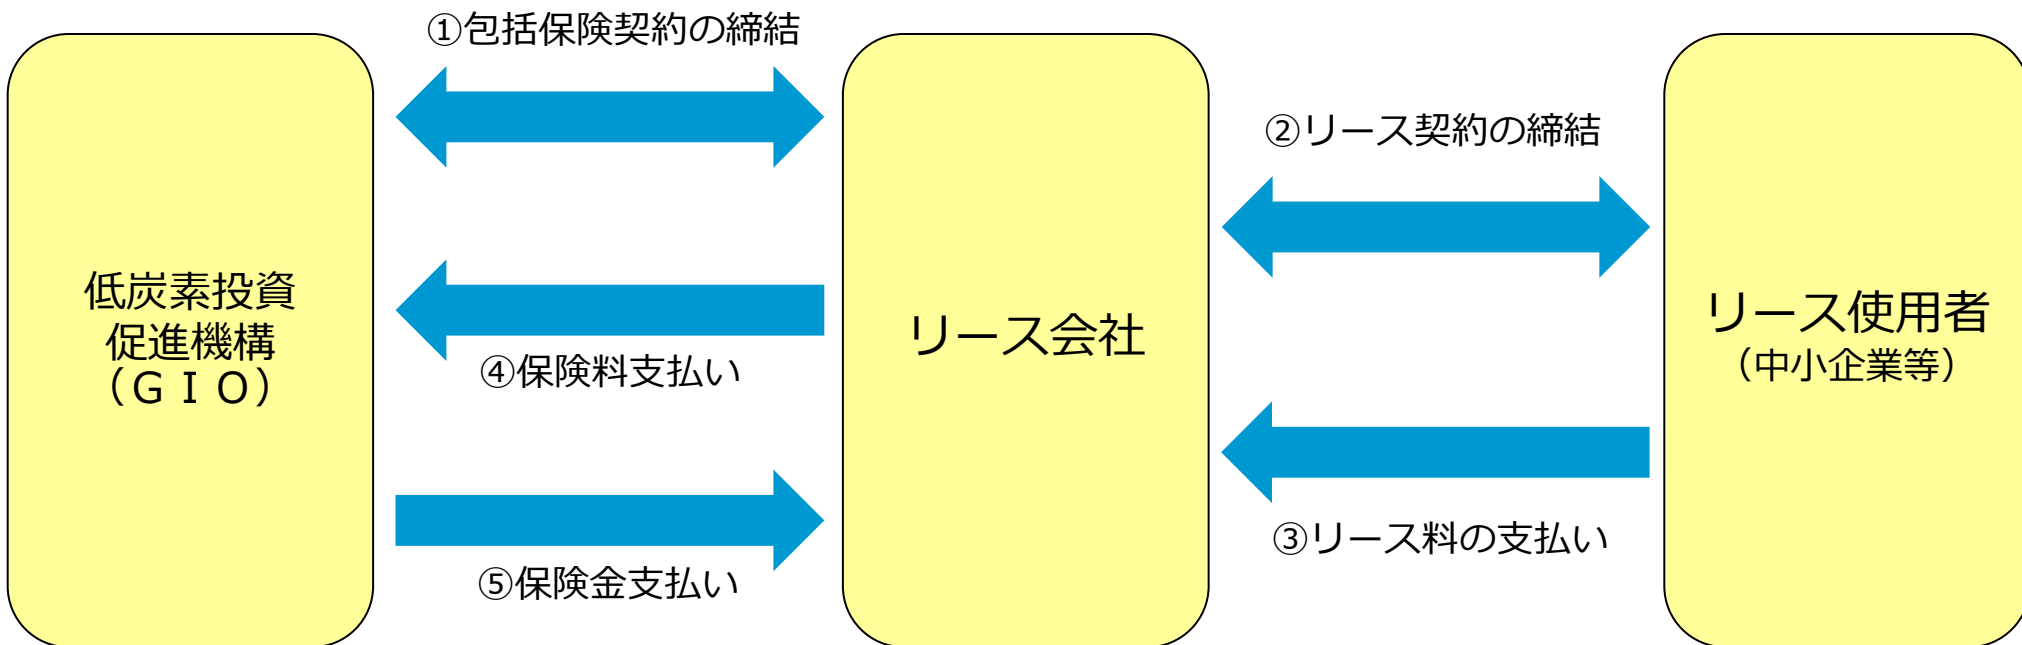 ①包括保険契約の締結
②リース契約の締結
低炭素投資
促進機構
（ＧＩＯ）
リース会社
リース使用者
（中小企業等）
④保険料支払い
③リース料の支払い
⑤保険金支払い